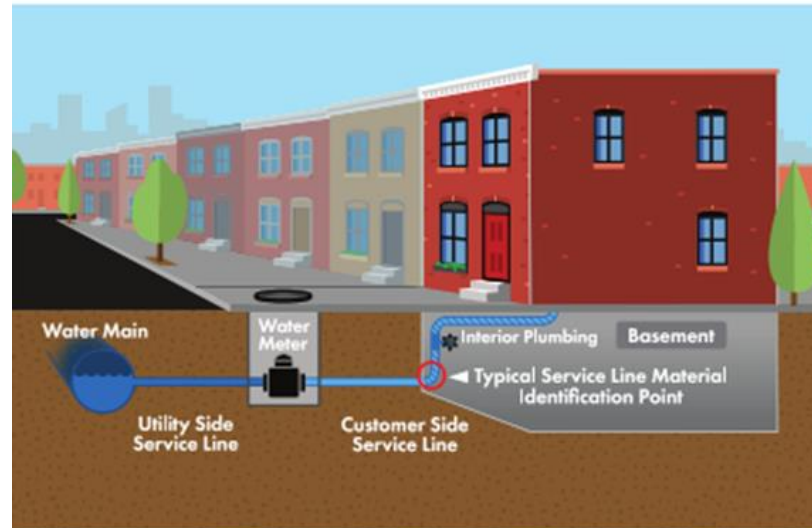 Water Main
Water
Meter
Interior Plumbing
Basement
Typical Service Line Material
Identification Point
Utility Side
Service Line
Customer Side
Service Line